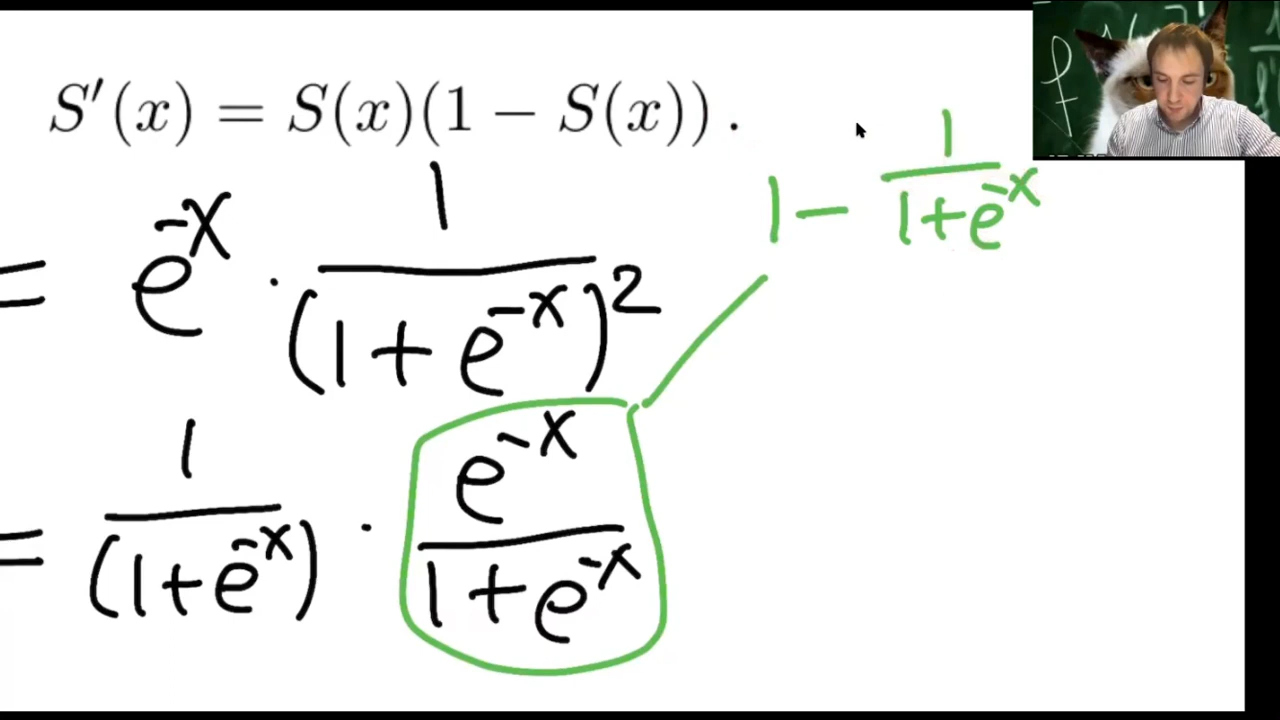 S′(x) = S(x)(1 − S(x)) .
1 − 1/(1+e^{-x})
= e^{-x} · 1/(1+e^{-x})^2
= 1/(1+e^{-x}) · e^{-x}/(1+e^{-x})